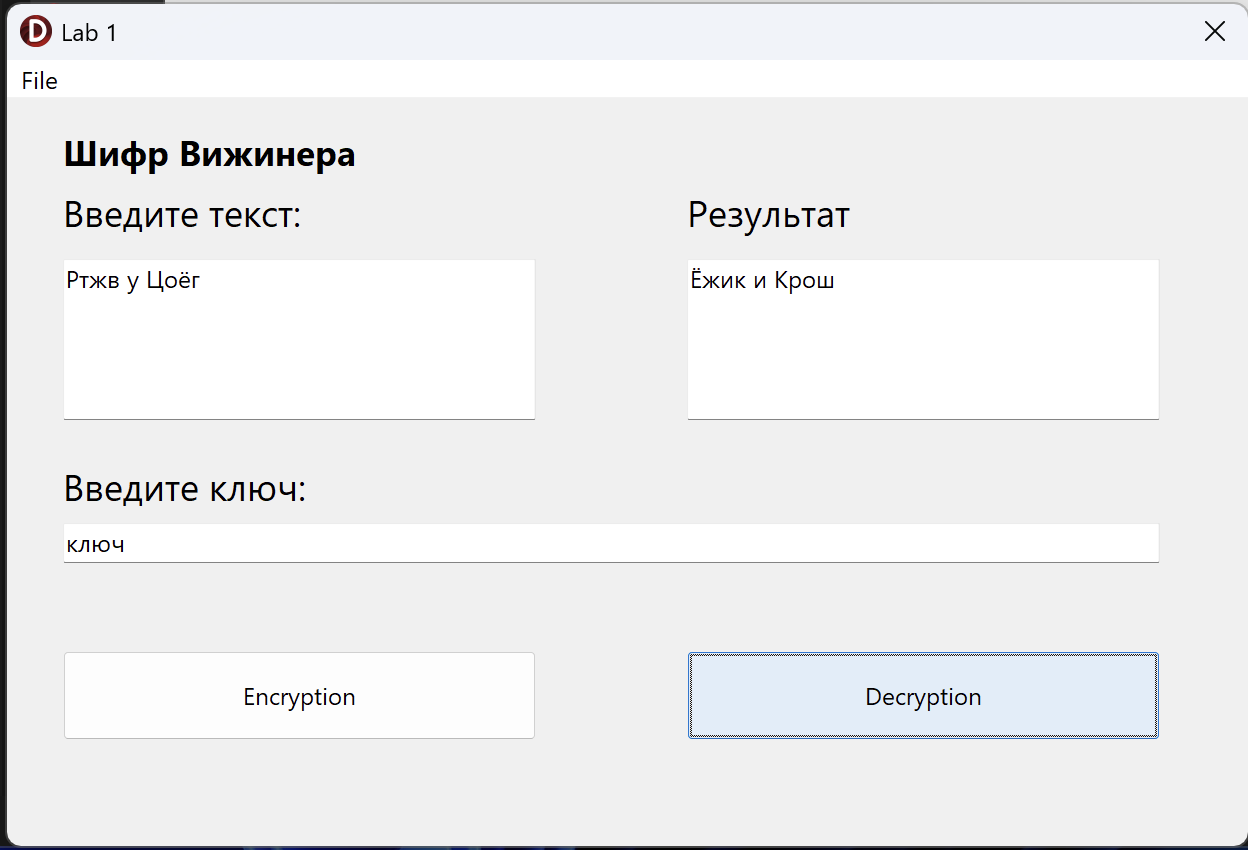 Lab 1
File
Шифр Вижинера
Введите текст:
Результат
Ртжв у Цоёг
Ёжик и Крош
Введите ключ:
ключ
Encryption
Decryption